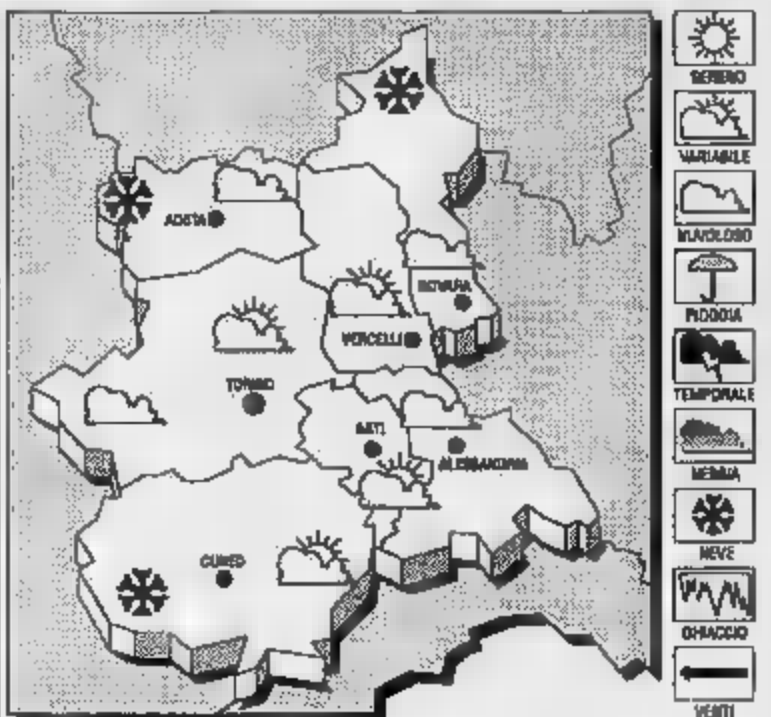 AOSTA
NOVARA
VERCELLI
TORINO
ASTI
ALESSANDRIA
CUNEO
SERENO
VARIABILE
NUVOLOSO
PIOGGIA
TEMPORALE
NEBBIA
NEVE
GHIACCIO
VENTI